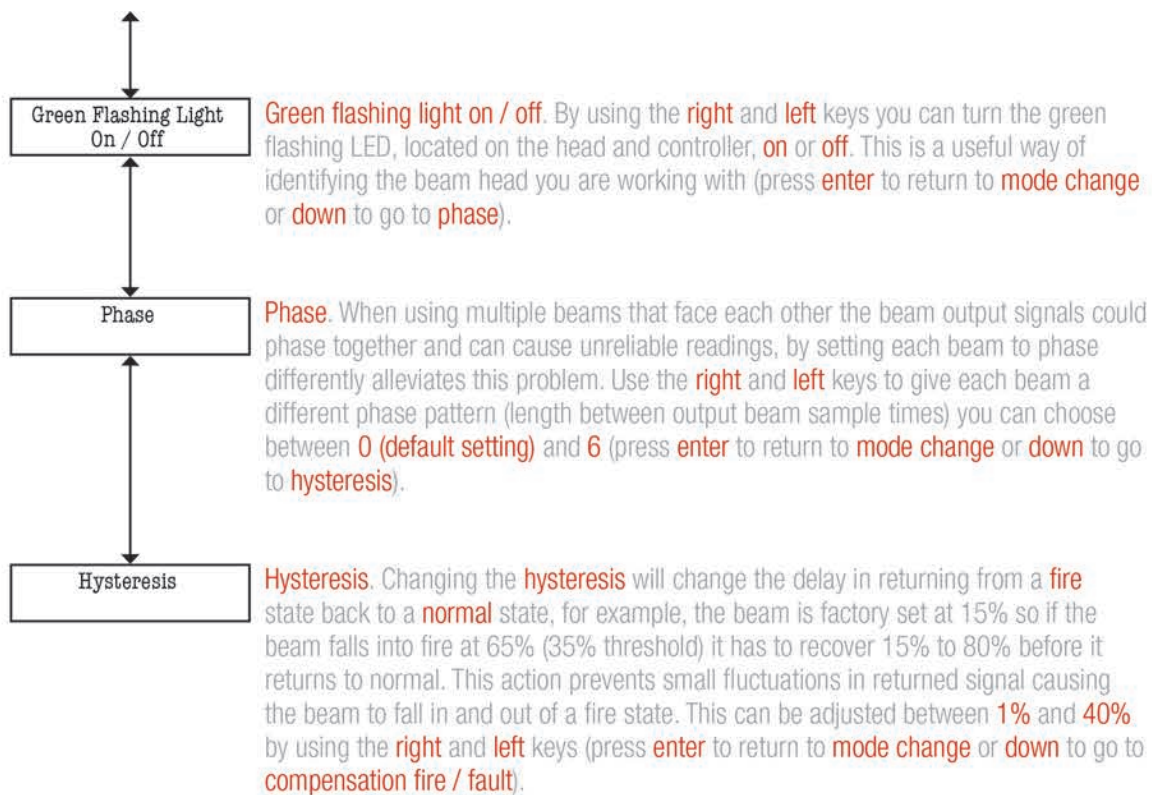 Green Flashing Light
On / Off
Green flashing light on / off. By using the right and left keys you can turn the green
flashing LED, located on the head and controller, on or off. This is a useful way of
identifying the beam head you are working with (press enter to return to mode change
or down to go to phase).
Phase
Phase. When using multiple beams that face each other the beam output signals could
phase together and can cause unreliable readings, by setting each beam to phase
differently alleviates this problem. Use the right and left keys to give each beam a
different phase pattern (length between output beam sample times) you can choose
between 0 (default setting) and 6 (press enter to return to mode change or down to go
to hysteresis).
Hysteresis
Hysteresis. Changing the hysteresis will change the delay in returning from a fire
state back to a normal state, for example, the beam is factory set at 15% so if the
beam falls into fire at 65% (35% threshold) it has to recover 15% to 80% before it
returns to normal. This action prevents small fluctuations in returned signal causing
the beam to fall in and out of a fire state. This can be adjusted between 1% and 40%
by using the right and left keys (press enter to return to mode change or down to go to
compensation fire / fault).